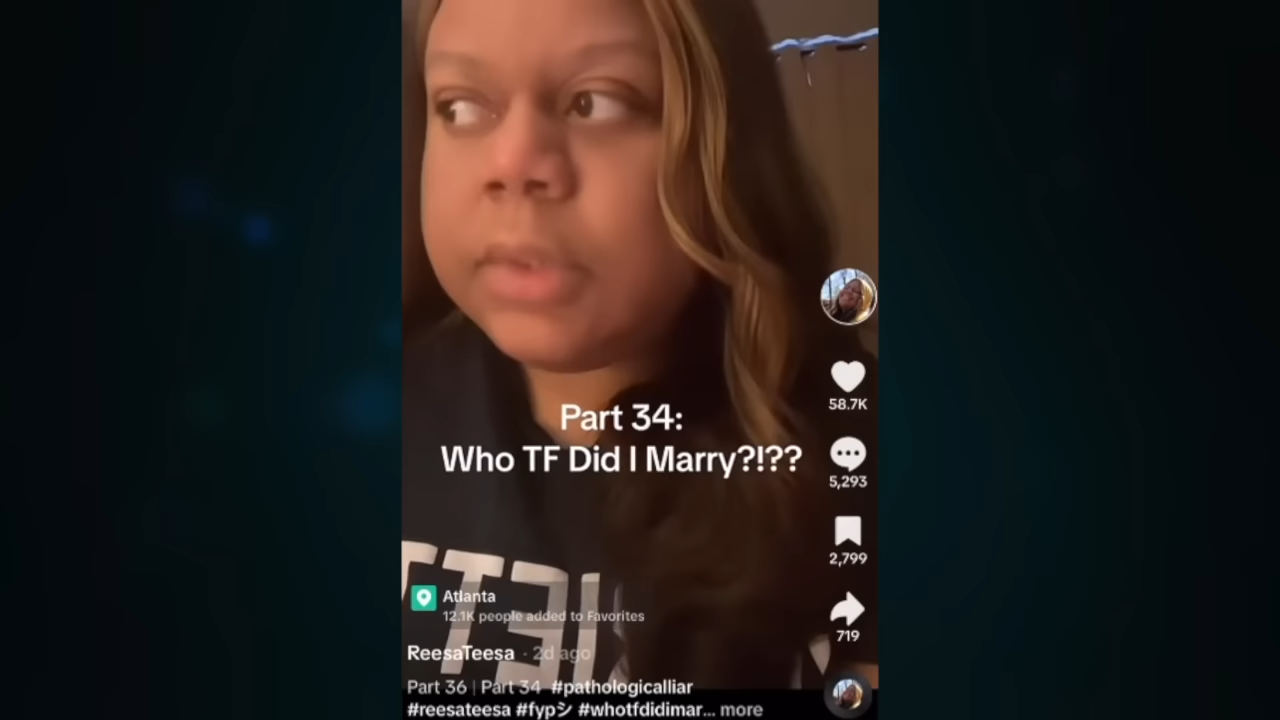 Part 34:
Who TF Did I Marry?!??
58.7K
5,293
2,799
719
Atlanta
12.1K people added to Favorites
ReesaTeesa · 2d ago
Part 36 | Part 34 #pathologicalliar
#reesateesa #fypシ #whotfdidimar... more